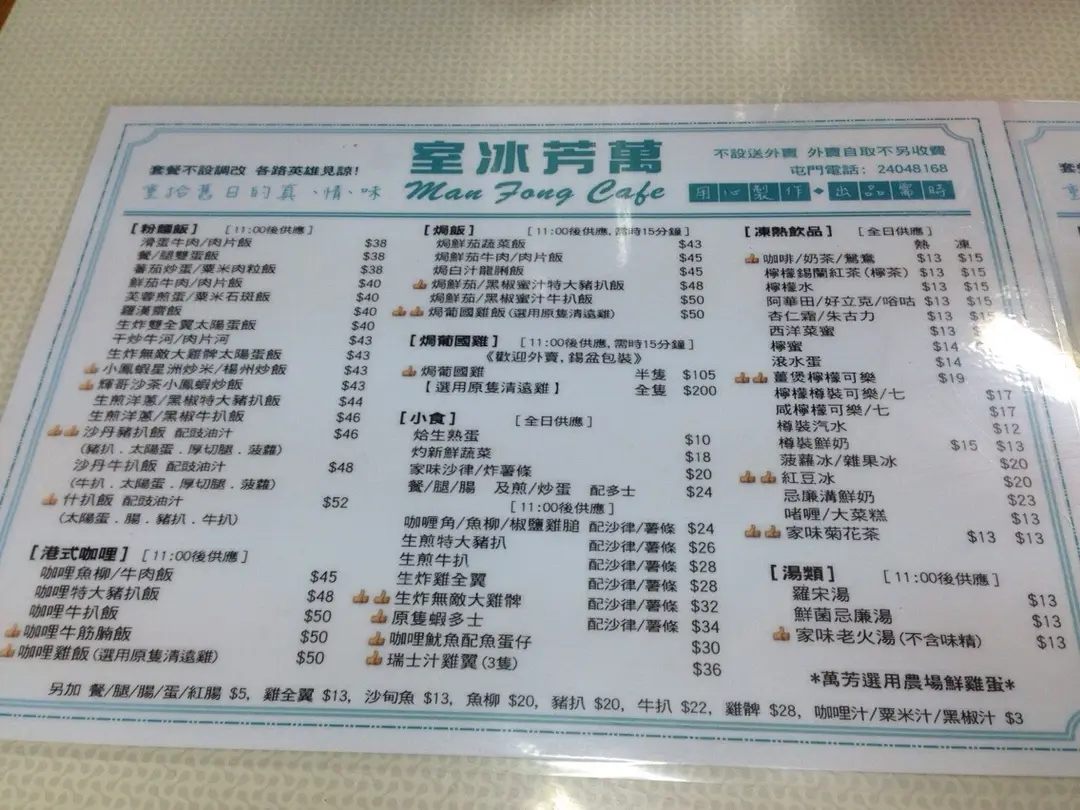 套餐不設調改 各路英雄見諒!
重拾舊日的真、情、味
室冰芳萬
Man Fong Cafe
不設送外賣 外賣自取不另收費
屯門電話: 24048168
用心製作◆出品需時
[粉麵飯] [11:00後供應]
滑蛋牛肉/肉片飯 $38
餐/腿雙蛋飯 $38
蕃茄炒蛋/粟米肉粒飯 $38
鮮茄牛肉/肉片飯 $40
芙蓉煎蛋/粟米石斑飯 $40
羅漢齋飯 $40
生炸雙全翼太陽蛋飯 $40
干炒牛河/肉片河 $43
生炸無敵大雞髀太陽蛋飯 $43
小鳳蝦星洲炒米/楊州炒飯 $43
輝哥沙茶小鳳蝦炒飯 $43
生煎洋蔥/黑椒特大豬扒飯 $44
生煎洋蔥/黑椒牛扒飯 $46
沙丹豬扒飯 配豉油汁 $46
(豬扒.太陽蛋.厚切腿.菠蘿)
沙丹牛扒飯 配豉油汁 $48
(牛扒.太陽蛋.厚切腿.菠蘿)
什扒飯 配豉油汁 $52
(太陽蛋.腸.豬扒.牛扒)
[港式咖喱] [11:00後供應]
咖喱魚柳/牛肉飯 $45
咖喱特大豬扒飯 $48
咖喱牛扒飯 $50
咖喱牛筋腩飯 $50
咖喱雞飯(選用原隻清遠雞) $50
[焗飯] [11:00後供應,需時15分鐘]
焗鮮茄蔬菜飯 $43
焗鮮茄牛肉/肉片飯 $45
焗白汁龍脷飯 $45
焗鮮茄/黑椒蜜汁特大豬扒飯 $48
焗鮮茄/黑椒蜜汁牛扒飯 $50
焗葡國雞飯(選用原隻清遠雞) $50
[焗葡國雞] [11:00後供應,需時15分鐘]
《歡迎外賣,錫盆包裝》
焗葡國雞 半隻 $105
【選用原隻清遠雞】 全隻 $200
[小食] [全日供應]
烚生熟蛋 $10
灼新鮮蔬菜 $18
家味沙律/炸薯條 $20
餐/腿/腸 及煎/炒蛋 配多士 $24
[11:00後供應]
咖喱角/魚柳/椒鹽雞腿 配沙律/薯條 $24
生煎特大豬扒 配沙律/薯條 $26
生煎牛扒 配沙律/薯條 $28
生炸雞全翼 配沙律/薯條 $28
生炸無敵大雞髀 配沙律/薯條 $32
原隻蝦多士 配沙律/薯條 $34
咖喱魷魚配魚蛋仔 $30
瑞士汁雞翼(3隻) $36
[凍熱飲品] [全日供應]
熱 凍
咖啡/奶茶/鴛鴦 $13 $15
檸檬錫蘭紅茶(檸茶) $13 $15
檸檬水 $13 $15
阿華田/好立克/唂咕 $13 $15
杏仁霜/朱古力 $13 $15
西洋菜蜜 $13
檸蜜 $14
滾水蛋 $14
薑煲檸檬可樂 $19
檸檬樽裝可樂/七 $17
咸檸檬可樂/七 $17
樽裝汽水 $12
樽裝鮮奶 $15 $13
菠蘿冰/雜果冰 $20
紅豆冰 $20
忌廉溝鮮奶 $23
啫喱/大菜糕 $13
家味菊花茶 $13 $13
[湯類] [11:00後供應]
羅宋湯 $13
鮮菌忌廉湯 $13
家味老火湯(不含味精) $13
*萬芳選用農場鮮雞蛋*
另加 餐/腿/腸/蛋/紅腸 $5, 雞全翼 $13, 沙甸魚 $13, 魚柳 $20, 豬扒 $20, 牛扒 $22, 雞髀 $28, 咖喱汁/粟米汁/黑椒汁 $3